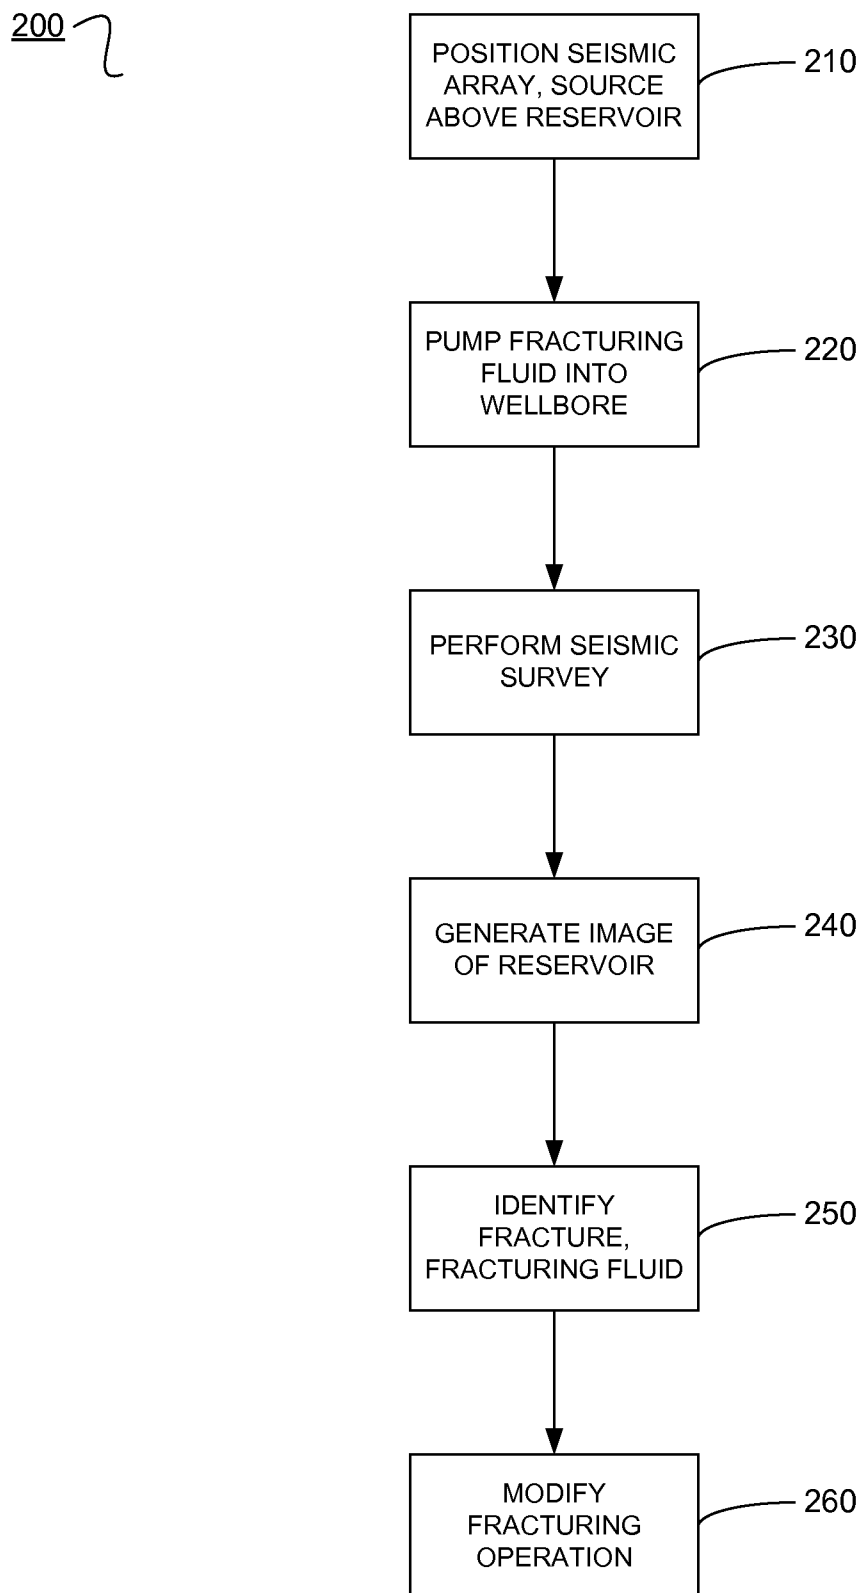 200
POSITION SEISMIC
ARRAY, SOURCE
ABOVE RESERVOIR
210
PUMP FRACTURING
FLUID INTO
WELLBORE
220
PERFORM SEISMIC
SURVEY
230
GENERATE IMAGE
OF RESERVOIR
240
IDENTIFY
FRACTURE,
FRACTURING FLUID
250
MODIFY
FRACTURING
OPERATION
260